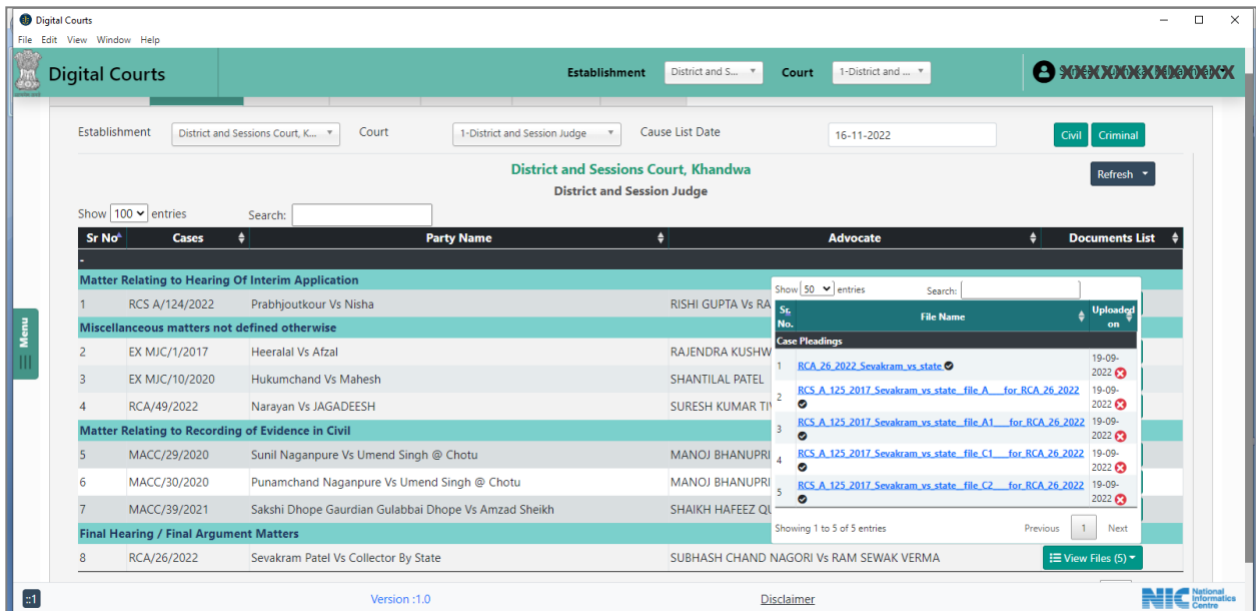 Digital Courts
File Edit View Window Help
Digital Courts
Establishment District and S... Court 1-District and ...
Establishment District and Sessions Court, K... Court 1-District and Session Judge Cause List Date 16-11-2022 Civil Criminal
District and Sessions Court, Khandwa
Refresh
District and Session Judge
Show 100 entries Search:
Sr No Cases Party Name Advocate Documents List
-
Matter Relating to Hearing Of Interim Application
1 RCS A/124/2022 Prabhjoutkour Vs Nisha RISHI GUPTA Vs RA
Miscellaneous matters not defined otherwise
2 EX MJC/1/2017 Heeralal Vs Afzal RAJENDRA KUSHW
3 EX MJC/10/2020 Hukumchand Vs Mahesh SHANTILAL PATEL
4 RCA/49/2022 Narayan Vs JAGADEESH SURESH KUMAR
Matter Relating to Recording of Evidence in Civil
5 MACC/29/2020 Sunil Naganpure Vs Umend Singh @ Chotu MANOJ BHANUPRI
6 MACC/30/2020 Punamchand Naganpure Vs Umend Singh @ Chotu MANOJ BHANUPRI
7 MACC/39/2021 Sakshi Dhope Gaurdian Gulabbai Dhope Vs Amzad Sheikh SHAIKH HAFEEZ
Final Hearing / Final Argument Matters
8 RCA/26/2022 Sevakram Patel Vs Collector By State SUBHASH CHAND NAGORI Vs RAM SEWAK VERMA View Files (5)
Show 50 entries Search:
Sr. No. File Name Uploaded on
Case Pleadings
1 RCA_26_2022_Sevakram_vs_state 19-09-2022
2 RCS_A_125_2017_Sevakram_vs_state_file_A___for_RCA_26_2022 19-09-2022
3 RCS_A_125_2017_Sevakram_vs_state_file_A1___for_RCA_26_2022 19-09-2022
4 RCS_A_125_2017_Sevakram_vs_state_file_C1___for_RCA_26_2022 19-09-2022
5 RCS_A_125_2017_Sevakram_vs_state_file_C2___for_RCA_26_2022 19-09-2022
Showing 1 to 5 of 5 entries Previous 1 Next
Menu
::1 Version :1.0 Disclaimer
NIC National Informatics Centre